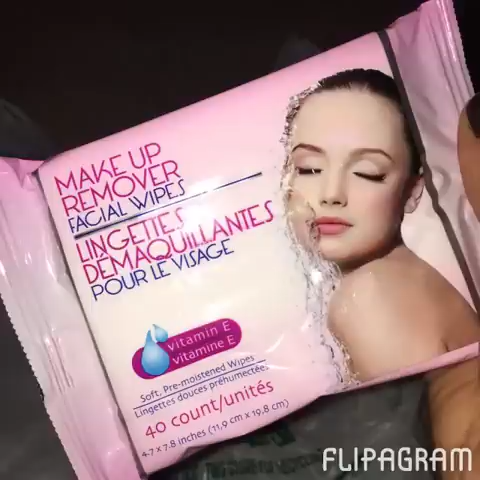 MAKE UP
REMOVER
FACIAL WIPES
LINGETTES
DÉMAQUILLANTES
POUR LE VISAGE
vitamin E
vitamine E
Soft, Pre-moistened Wipes
Lingettes douces préhumectées
40 count/unités
4.7 x 7.8 inches (11.9 cm x 19.8 cm)
FLIPAGRAM